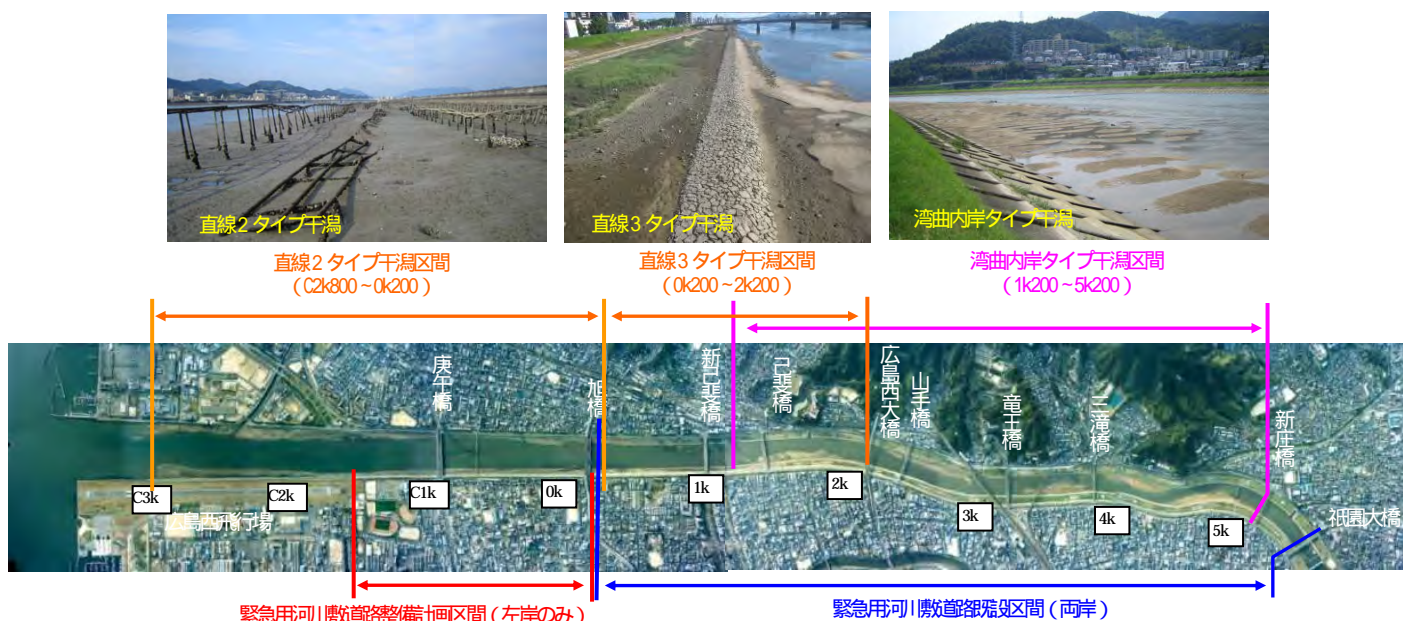 直線2タイプ干潟
直線3タイプ干潟
湾曲内岸タイプ干潟
直線2タイプ干潟区間
(C2k800~0k200)
直線3タイプ干潟区間
(0k200~2k200)
湾曲内岸タイプ干潟区間
(1k200~5k200)
庚午橋
旭橋
新己斐橋
己斐橋
広島西大橋
山手橋
竜王橋
三滝橋
新庄橋
祇園大橋
C3k
C2k
C1k
0k
1k
2k
3k
4k
5k
広島西飛行場
緊急用河川敷道路整備計画区間(左岸のみ)
緊急用河川敷道路既設区間(両岸)